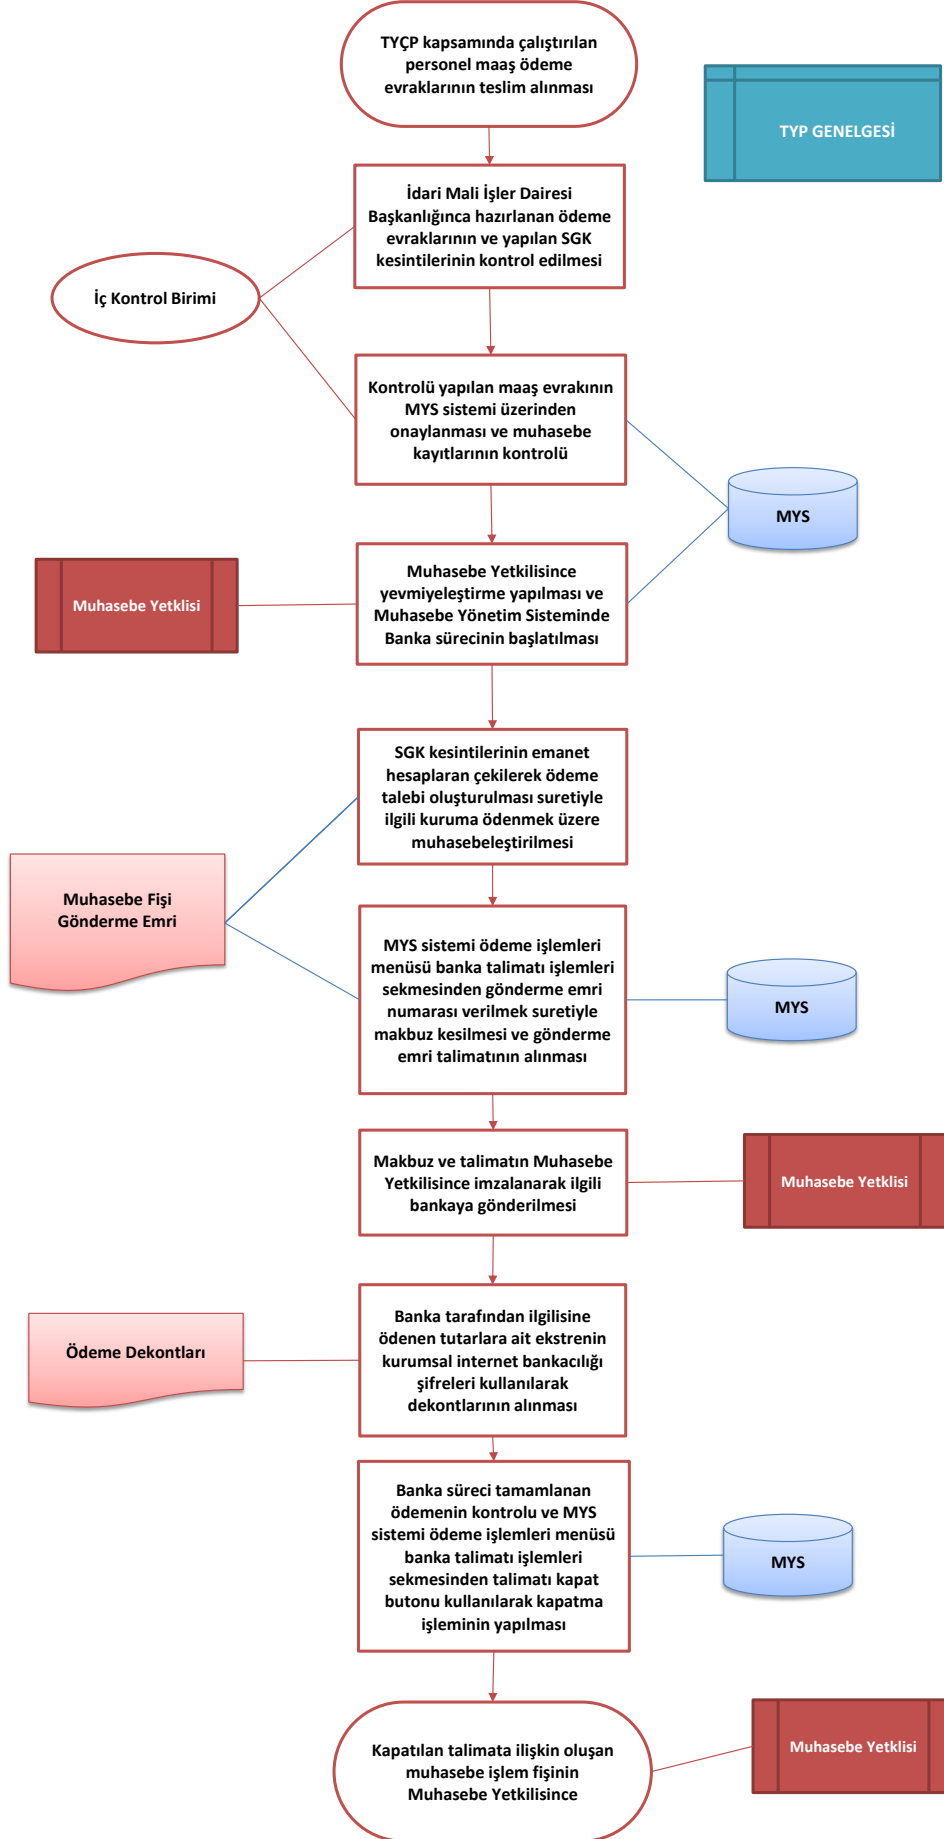 TYÇP kapsamında çalıştırılan
personel maaş ödeme
evraklarının teslim alınması
TYP GENELGESİ
İdari Mali İşler Dairesi
Başkanlığınca hazırlanan ödeme
evraklarının ve yapılan SGK
kesintilerinin kontrol edilmesi
İç Kontrol Birimi
Kontrolü yapılan maaş evrakının
MYS sistemi üzerinden
onaylanması ve muhasebe
kayıtlarının kontrolü
MYS
Muhasebe Yetkilisince
yevmiyeleştirme yapılması ve
Muhasebe Yönetim Sisteminde
Banka sürecinin başlatılması
Muhasebe Yetklisi
SGK kesintilerinin emanet
hesaplaran çekilerek ödeme
talebi oluşturulması suretiyle
ilgili kuruma ödenmek üzere
muhasebeleştirilmesi
Muhasebe Fişi
Gönderme Emri
MYS sistemi ödeme işlemleri
menüsü banka talimatı işlemleri
sekmesinden gönderme emri
numarası verilmek suretiyle
makbuz kesilmesi ve gönderme
emri talimatının alınması
MYS
Makbuz ve talimatın Muhasebe
Yetkilisince imzalanarak ilgili
bankaya gönderilmesi
Muhasebe Yetklisi
Banka tarafından ilgilisine
ödenen tutarlara ait ekstrenin
kurumsal internet bankacılığı
şifreleri kullanılarak
dekontlarının alınması
Ödeme Dekontları
Banka süreci tamamlanan
ödemenin kontrolu ve MYS
sistemi ödeme işlemleri menüsü
banka talimatı işlemleri
sekmesinden talimatı kapat
butonu kullanılarak kapatma
işleminin yapılması
MYS
Kapatılan talimata ilişkin oluşan
muhasebe işlem fişinin
Muhasebe Yetkilisince
Muhasebe Yetklisi